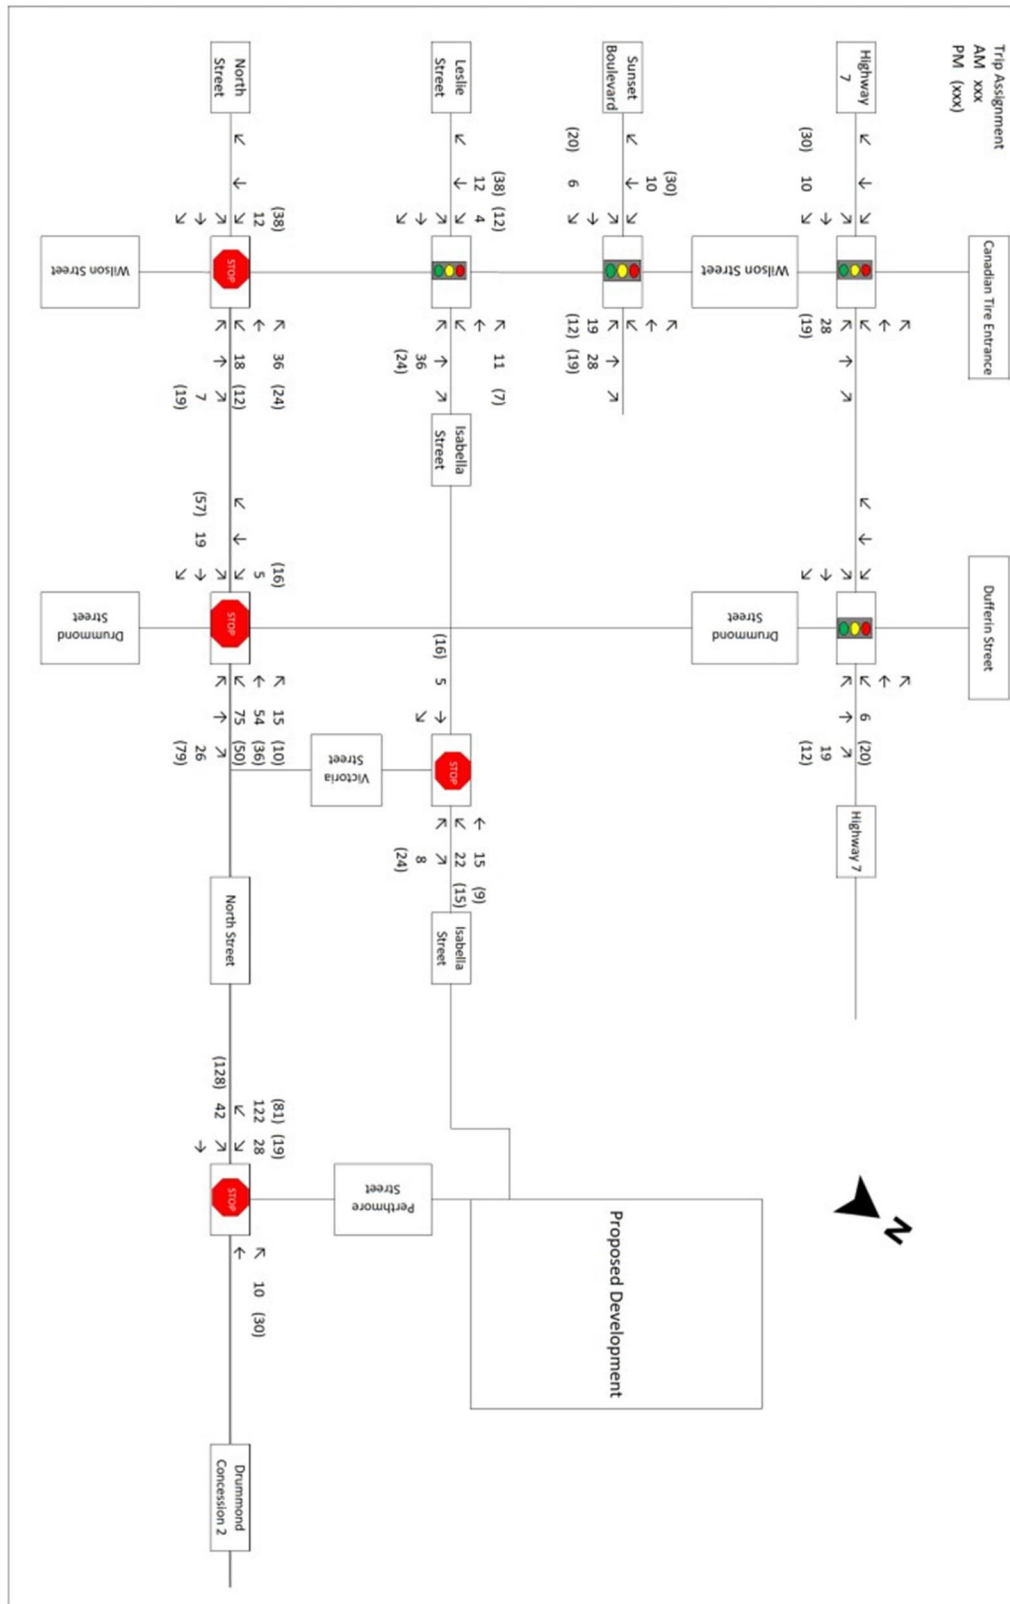 Trip Assignment
AM xxx
PM (xxx)
Highway
7
(30) 10
Canadian Tire Entrance
Wilson Street
28
(19)
Dufferin Street
Drummond
Street
6 (20)
19
(12)
Highway 7
Sunset
Boulevard
(30)
10
(20) 6
19 28
(12) (19)
Leslie
Street
(38) (12)
12 4
11 (7)
36
(24)
Isabella
Street
(16) 5
STOP
15 (9)
22 (15)
8
(24)
Isabella
Street
Victoria
Street
North
Street
(38)
12
STOP
Wilson Street
36 (24)
18 (12)
7
(19)
(57) 19
(16)
5
STOP
Drummond
Street
15 (10)
54 (36)
75 (50)
26
(79)
North Street
(81) (19)
122 28
(128) 42
STOP
Perthmore
Street
10 (30)
Drummond
Concession 2
Proposed Development
N